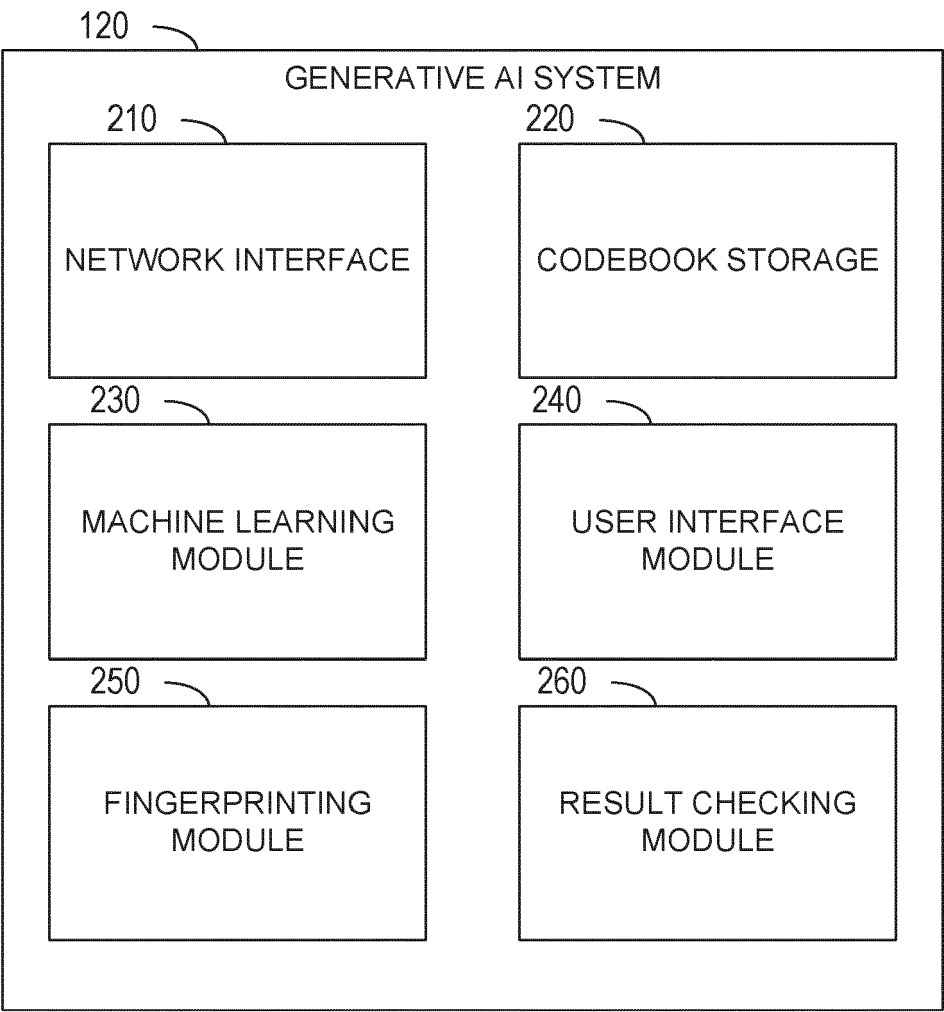 120
GENERATIVE AI SYSTEM
210
NETWORK INTERFACE
220
CODEBOOK STORAGE
230
MACHINE LEARNING
MODULE
240
USER INTERFACE
MODULE
250
FINGERPRINTING
MODULE
260
RESULT CHECKING
MODULE